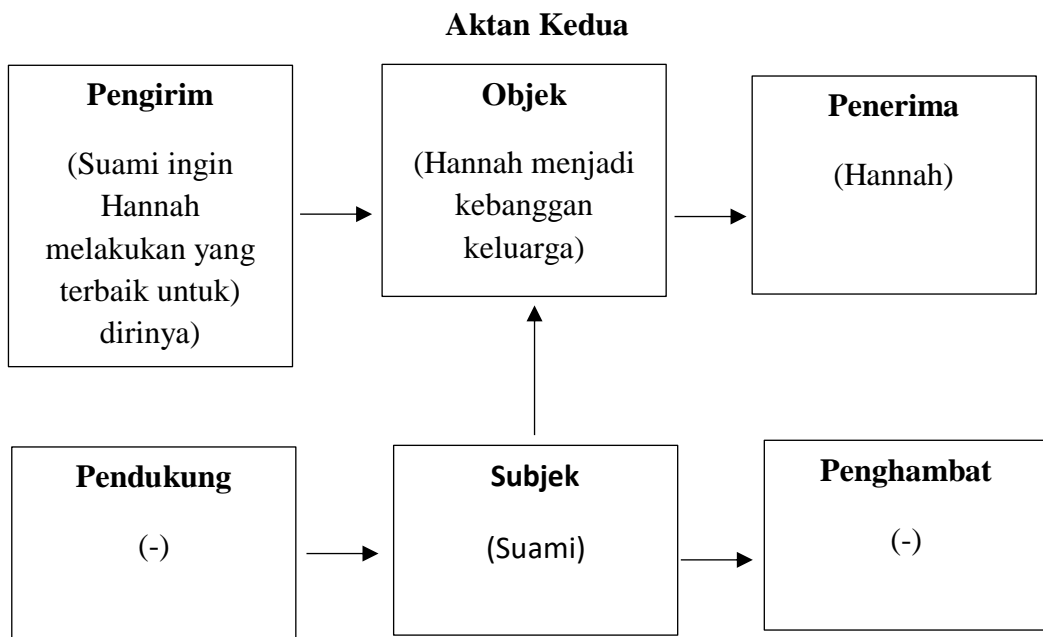 Aktan Kedua
Pengirim
(Suami ingin
Hannah
melakukan yang
terbaik untuk)
dirinya)
Objek
(Hannah menjadi
kebanggan
keluarga)
Penerima
(Hannah)
Pendukung
(-)
Subjek
(Suami)
Penghambat
(-)